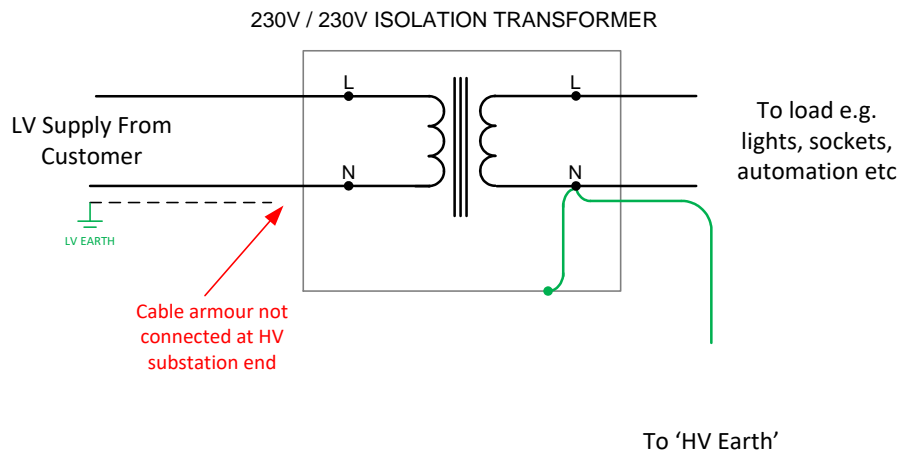 230V / 230V ISOLATION TRANSFORMER
L
L
LV Supply From
Customer
To load e.g.
lights, sockets,
automation etc
N
N
LV EARTH
Cable armour not
connected at HV
substation end
To ‘HV Earth’